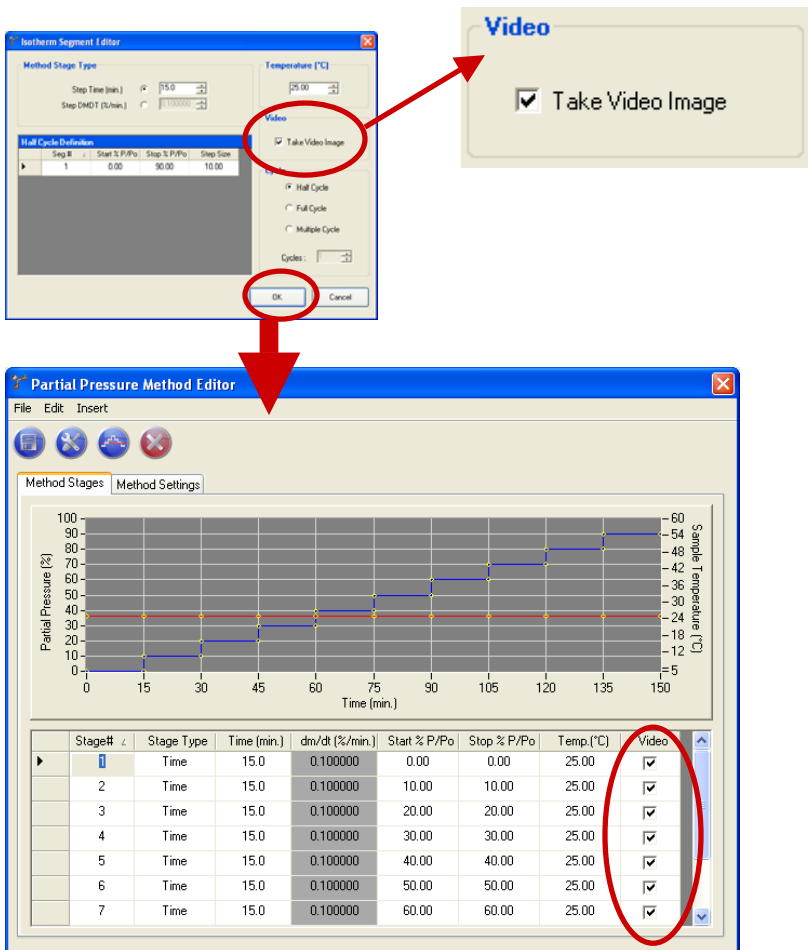 Isotherm Segment Editor
Method Stage Type
Step Time (min.) 15.0
Step DMDT (%/min.) 0.100000
Temperature (°C)
25.00
Video
Take Video Image
Half Cycle Definition
Seg.# Start % P/Po Stop % P/Po Step Size
1 0.00 90.00 10.00
Half Cycle
Full Cycle
Multiple Cycle
Cycles :
OK Cancel
Video
Take Video Image
Partial Pressure Method Editor
File Edit Insert
Method Stages Method Settings
Partial Pressure (%)
100
90
80
70
60
50
40
30
20
10
0
60
54
48
42
36
30
24
18
12
5
Sample Temperature (°C)
0 15 30 45 60 75 90 105 120 135 150
Time (min.)
Stage# Stage Type Time (min.) dm/dt (%/min.) Start % P/Po Stop % P/Po Temp.(°C) Video
1 Time 15.0 0.100000 0.00 0.00 25.00
2 Time 15.0 0.100000 10.00 10.00 25.00
3 Time 15.0 0.100000 20.00 20.00 25.00
4 Time 15.0 0.100000 30.00 30.00 25.00
5 Time 15.0 0.100000 40.00 40.00 25.00
6 Time 15.0 0.100000 50.00 50.00 25.00
7 Time 15.0 0.100000 60.00 60.00 25.00